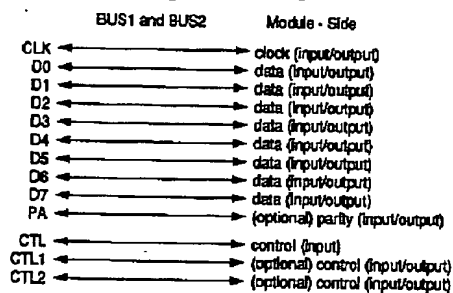 BUS1 and BUS2 Module - Side
CLK clock (input/output)
D0 data (input/output)
D1 data (input/output)
D2 data (input/output)
D3 data (input/output)
D4 data (input/output)
D5 data (input/output)
D6 data (input/output)
D7 data (input/output)
PA (optional) parity (input/output)
CTL control (input)
CTL1 (optional) control (input/output)
CTL2 (optional) control (input/output)